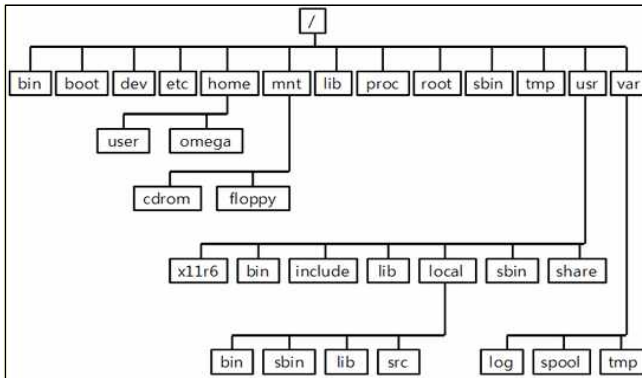 /
bin boot dev etc home mnt lib proc root sbin tmp usr var
user omega
cdrom floppy
x11r6 bin include lib local sbin share
bin sbin lib src log spool tmp